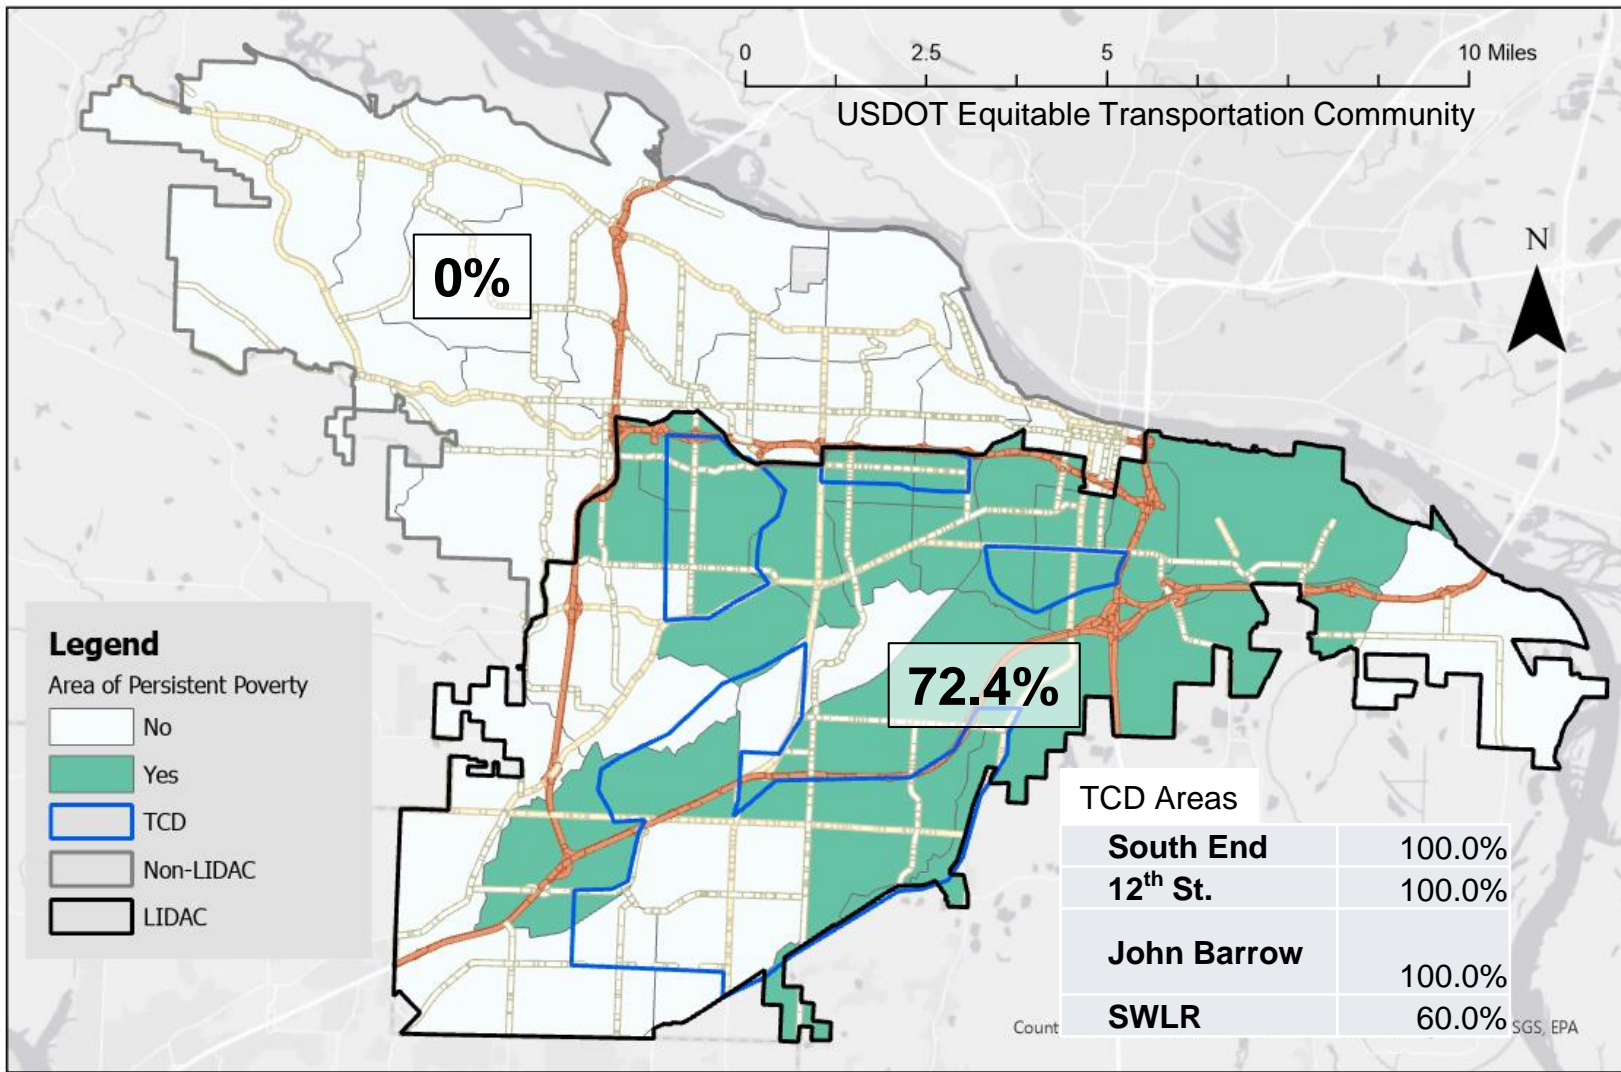 0 2.5 5 10 Miles
USDOT Equitable Transportation Community
N
0%
72.4%
Legend
Area of Persistent Poverty
No
Yes
TCD
Non-LIDAC
LIDAC
TCD Areas
South End 100.0%
12th St. 100.0%
John Barrow 100.0%
SWLR 60.0%
SGS, EPA